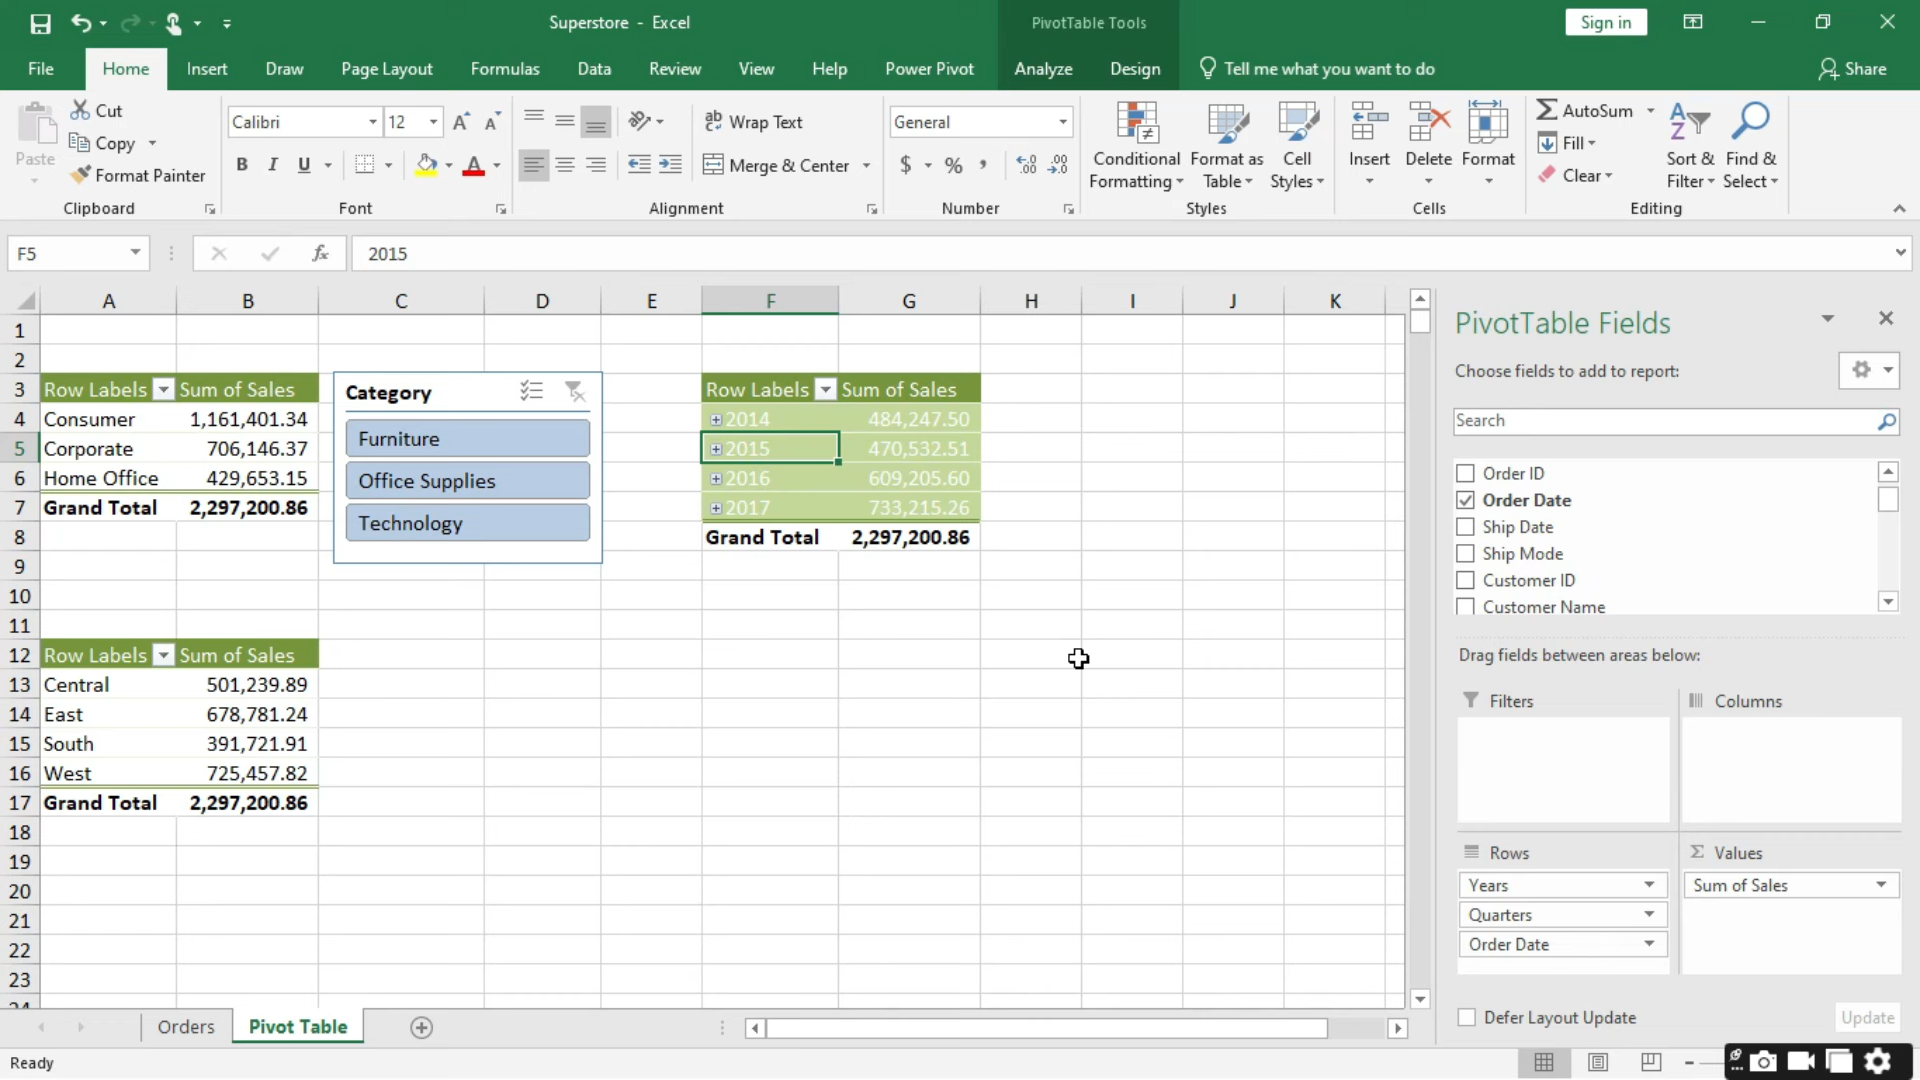 Superstore - Excel
PivotTable Tools
Sign in
File Home Insert Draw Page Layout Formulas Data Review View Help Power Pivot Analyze Design Tell me what you want to do Share
Paste
Cut
Copy
Format Painter
Clipboard
Calibri 12
B I U A
Font
Wrap Text
Merge & Center
Alignment
General
$ % ,
Number
Conditional Formatting
Format as Table
Cell Styles
Styles
Insert
Delete
Format
Cells
AutoSum
Fill
Clear
Sort & Filter
Find & Select
Editing
F5 fx 2015
A B C D E F G H I J K
1
2
3 Row Labels Sum of Sales
4 Consumer 1,161,401.34
5 Corporate 706,146.37
6 Home Office 429,653.15
7 Grand Total 2,297,200.86
8
9
10
11
12 Row Labels Sum of Sales
13 Central 501,239.89
14 East 678,781.24
15 South 391,721.91
16 West 725,457.82
17 Grand Total 2,297,200.86
18
19
20
21
22
23
24
Category
Furniture
Office Supplies
Technology
Row Labels Sum of Sales
2014 484,247.50
2015 470,532.51
2016 609,205.60
2017 733,215.26
Grand Total 2,297,200.86
PivotTable Fields
Choose fields to add to report:
Search
Order ID
Order Date
Ship Date
Ship Mode
Customer ID
Customer Name
Drag fields between areas below:
Filters
Columns
Rows
Years
Quarters
Order Date
Values
Sum of Sales
Defer Layout Update
Update
Orders Pivot Table
Ready